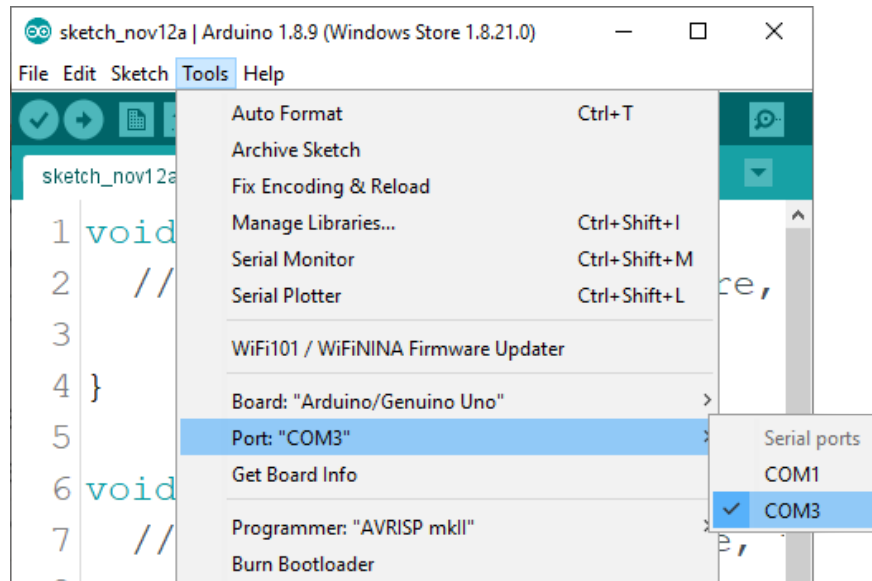 sketch_nov12a | Arduino 1.8.9 (Windows Store 1.8.21.0)
File Edit Sketch Tools Help
Auto Format Ctrl+T
Archive Sketch
sketch_nov12a
Fix Encoding & Reload
1 void
Manage Libraries... Ctrl+Shift+I
Serial Monitor Ctrl+Shift+M
2 // re,
Serial Plotter Ctrl+Shift+L
3
WiFi101 / WiFiNINA Firmware Updater
4 }
Board: "Arduino/Genuino Uno"
5
Port: "COM3"
Serial ports
Get Board Info
COM1
6 void
COM3
7 //
Programmer: "AVRISP mkII"
Burn Bootloader